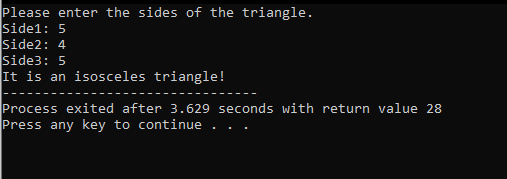 Please enter the sides of the triangle.
Side1: 5
Side2: 4
Side3: 5
It is an isosceles triangle!
--------------------------------
Process exited after 3.629 seconds with return value 28
Press any key to continue . . .